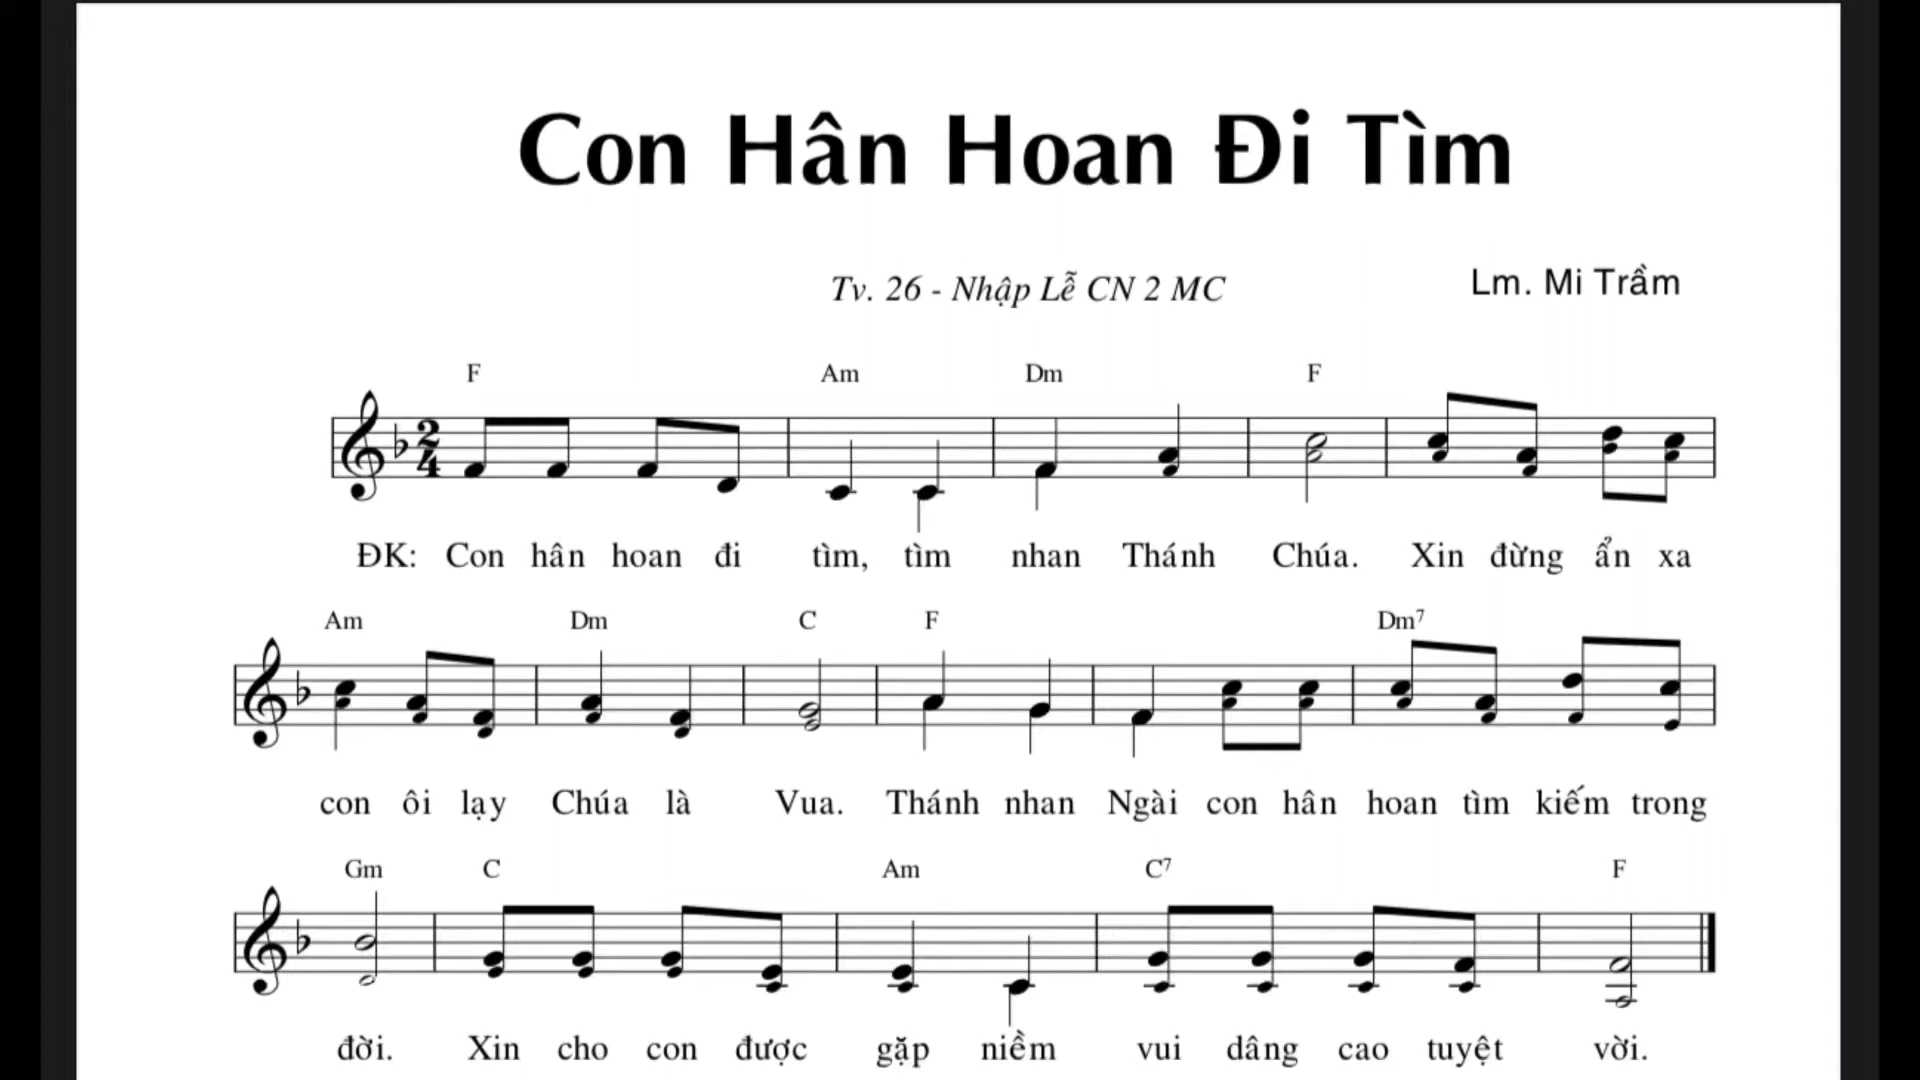 Con Hân Hoan Đi Tìm
Tv. 26 - Nhập Lễ CN 2 MC
Lm. Mi Trầm
F Am Dm F
2
4
ĐK: Con hân hoan đi tìm, tìm nhan Thánh Chúa. Xin đừng ẩn xa
Am Dm C F Dm7
con ôi lạy Chúa là Vua. Thánh nhan Ngài con hân hoan tìm kiếm trong
Gm C Am C7 F
đời. Xin cho con được gặp niềm vui dâng cao tuyệt vời.